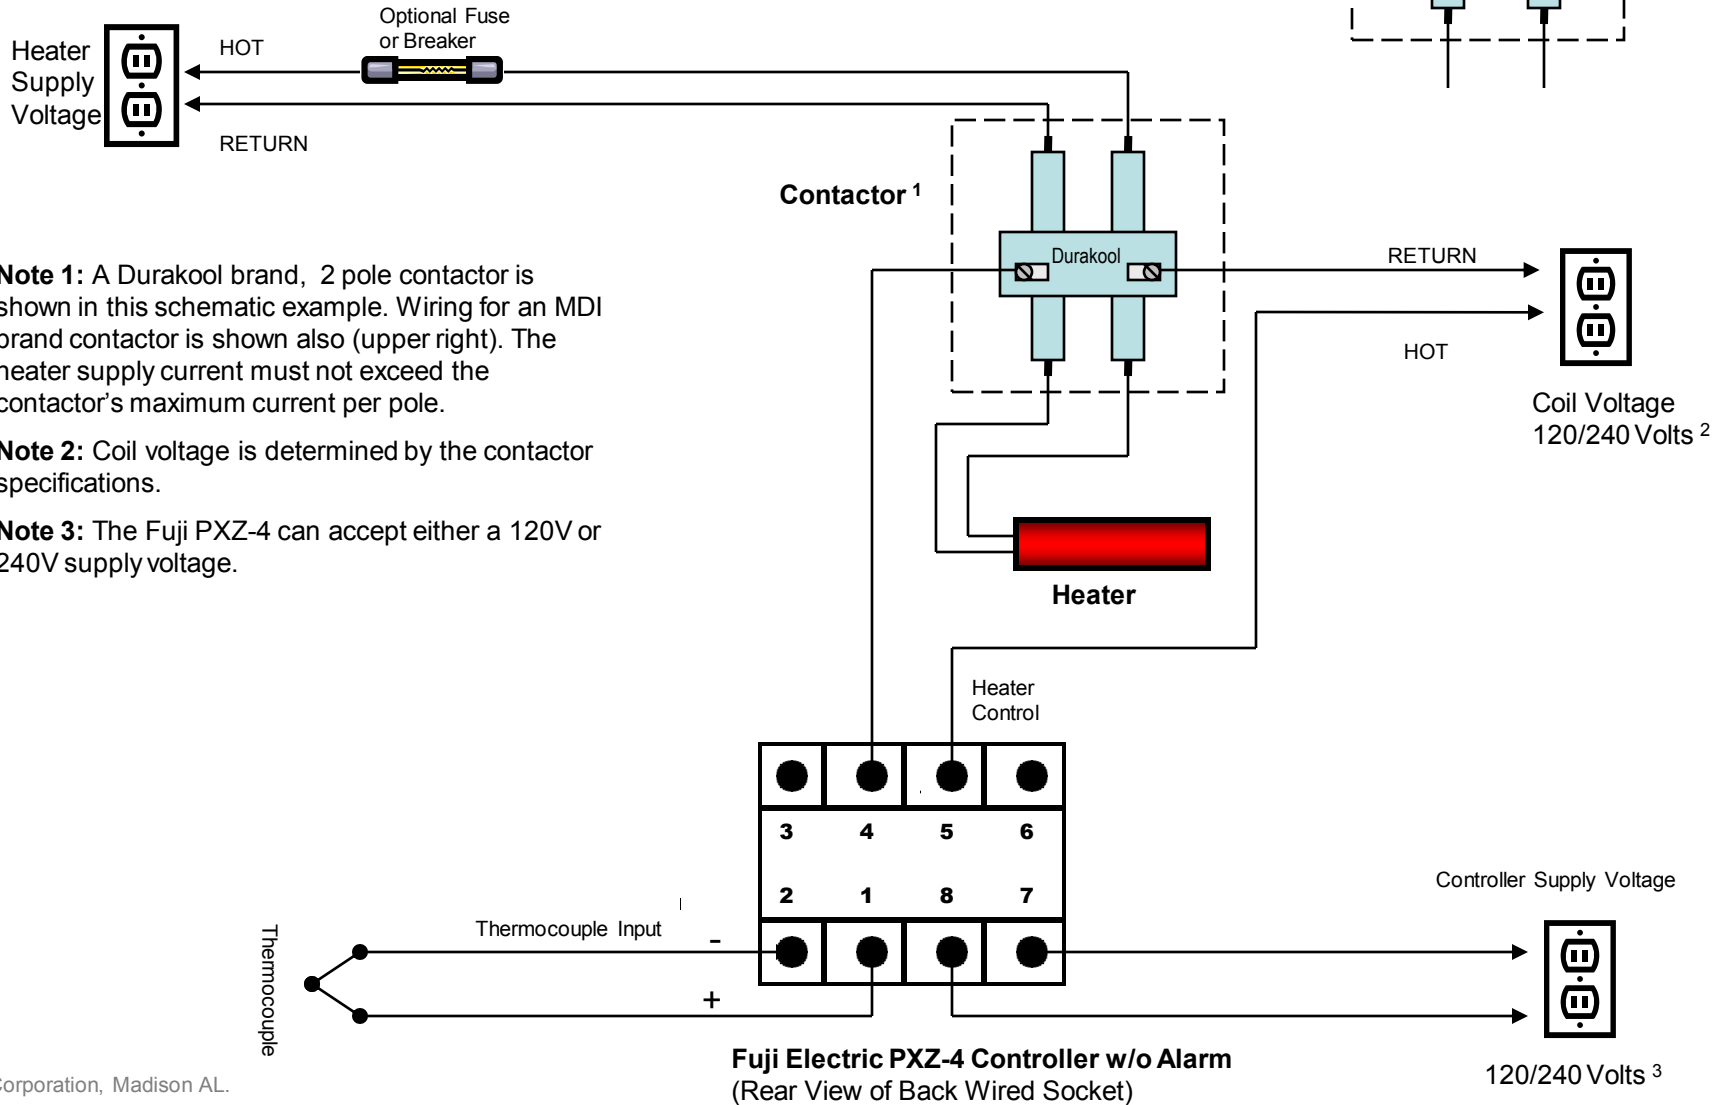 Optional Fuse
or Breaker
Heater
Supply
Voltage
HOT
RETURN
Contactor 1
Durakool
RETURN
HOT
Coil Voltage
120/240 Volts 2
Note 1: A Durakool brand, 2 pole contactor is
shown in this schematic example. Wiring for an MDI
brand contactor is shown also (upper right). The
heater supply current must not exceed the
contactor's maximum current per pole.
Note 2: Coil voltage is determined by the contactor
specifications.
Note 3: The Fuji PXZ-4 can accept either a 120V or
240V supply voltage.
Heater
Heater
Control
3 4 5 6
2 1 8 7
Thermocouple
Thermocouple Input
-
+
Controller Supply Voltage
120/240 Volts 3
Fuji Electric PXZ-4 Controller w/o Alarm
(Rear View of Back Wired Socket)
Corporation, Madison AL.